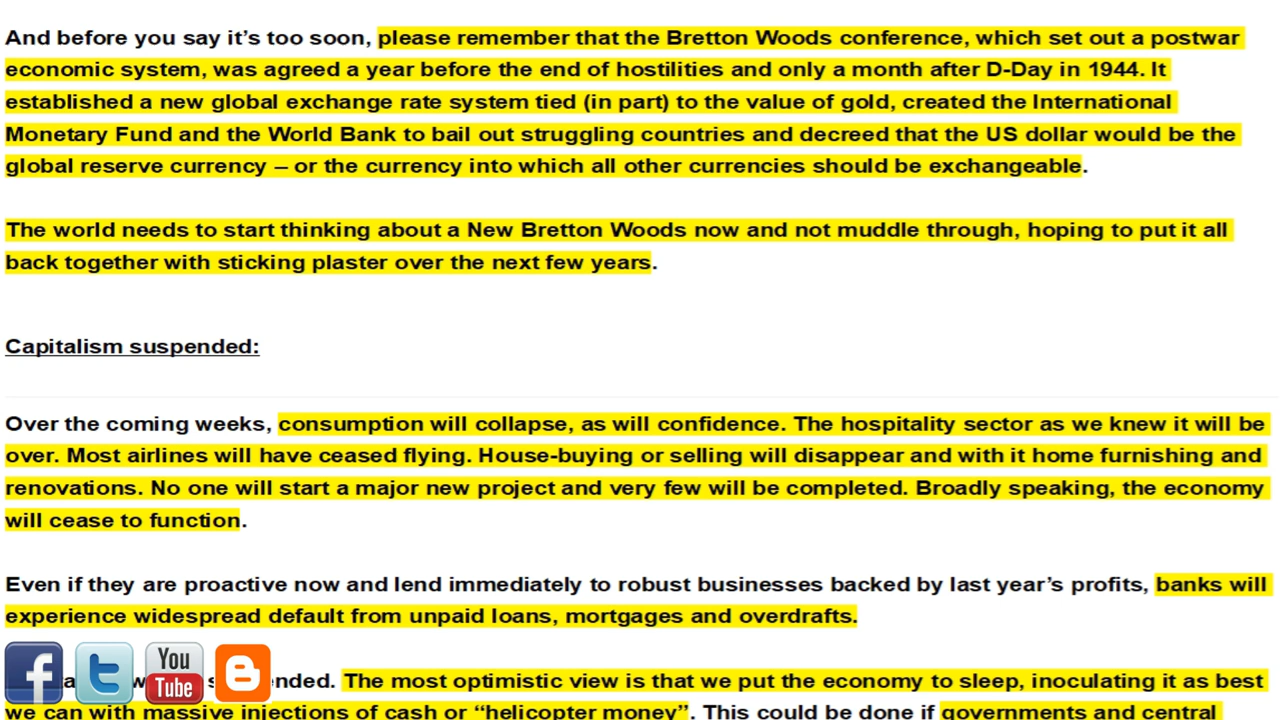 And before you say it’s too soon, please remember that the Bretton Woods conference, which set out a postwar
economic system, was agreed a year before the end of hostilities and only a month after D-Day in 1944. It
established a new global exchange rate system tied (in part) to the value of gold, created the International
Monetary Fund and the World Bank to bail out struggling countries and decreed that the US dollar would be the
global reserve currency – or the currency into which all other currencies should be exchangeable.
The world needs to start thinking about a New Bretton Woods now and not muddle through, hoping to put it all
back together with sticking plaster over the next few years.
Capitalism suspended:
Over the coming weeks, consumption will collapse, as will confidence. The hospitality sector as we knew it will be
over. Most airlines will have ceased flying. House-buying or selling will disappear and with it home furnishing and
renovations. No one will start a major new project and very few will be completed. Broadly speaking, the economy
will cease to function.
Even if they are proactive now and lend immediately to robust businesses backed by last year’s profits, banks will
experience widespread default from unpaid loans, mortgages and overdrafts.
You
Tube
The most optimistic view is that we put the economy to sleep, inoculating it as best
we can with massive injections of cash or “helicopter money”. This could be done if governments and central